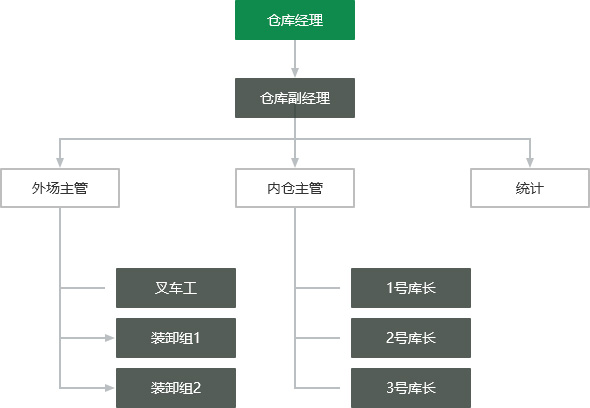 仓库经理
仓库副经理
外场主管
内仓主管
统计
叉车工
1号库长
装卸组1
2号库长
装卸组2
3号库长